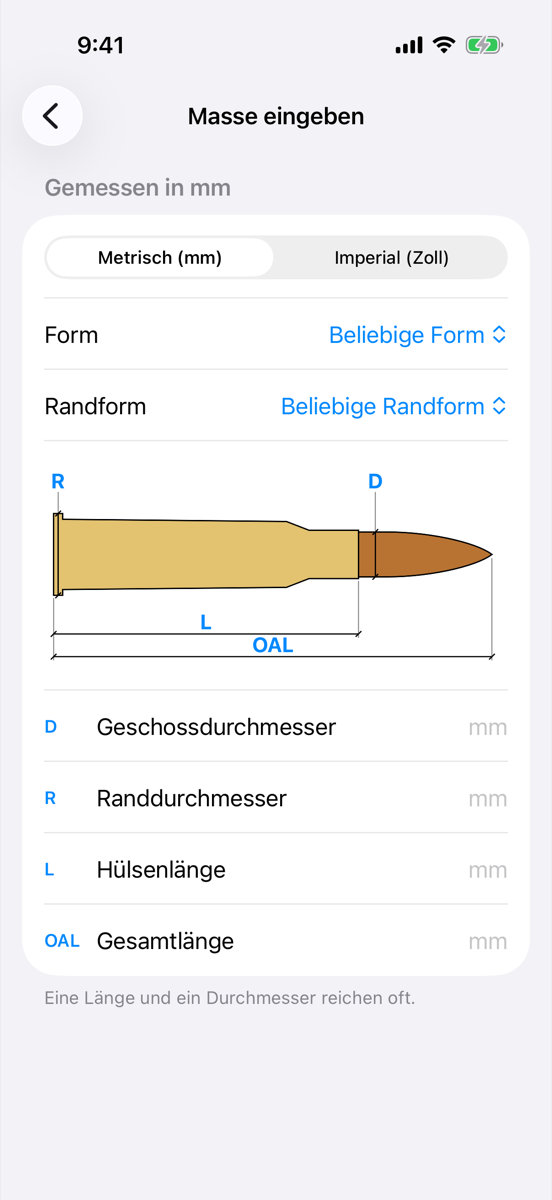 9:41
Masse eingeben
Gemessen in mm
Metrisch (mm) Imperial (Zoll)
Form Beliebige Form
Randform Beliebige Randform
R D
L
OAL
D Geschossdurchmesser mm
R Randdurchmesser mm
L Hülsenlänge mm
OAL Gesamtlänge mm
Eine Länge und ein Durchmesser reichen oft.